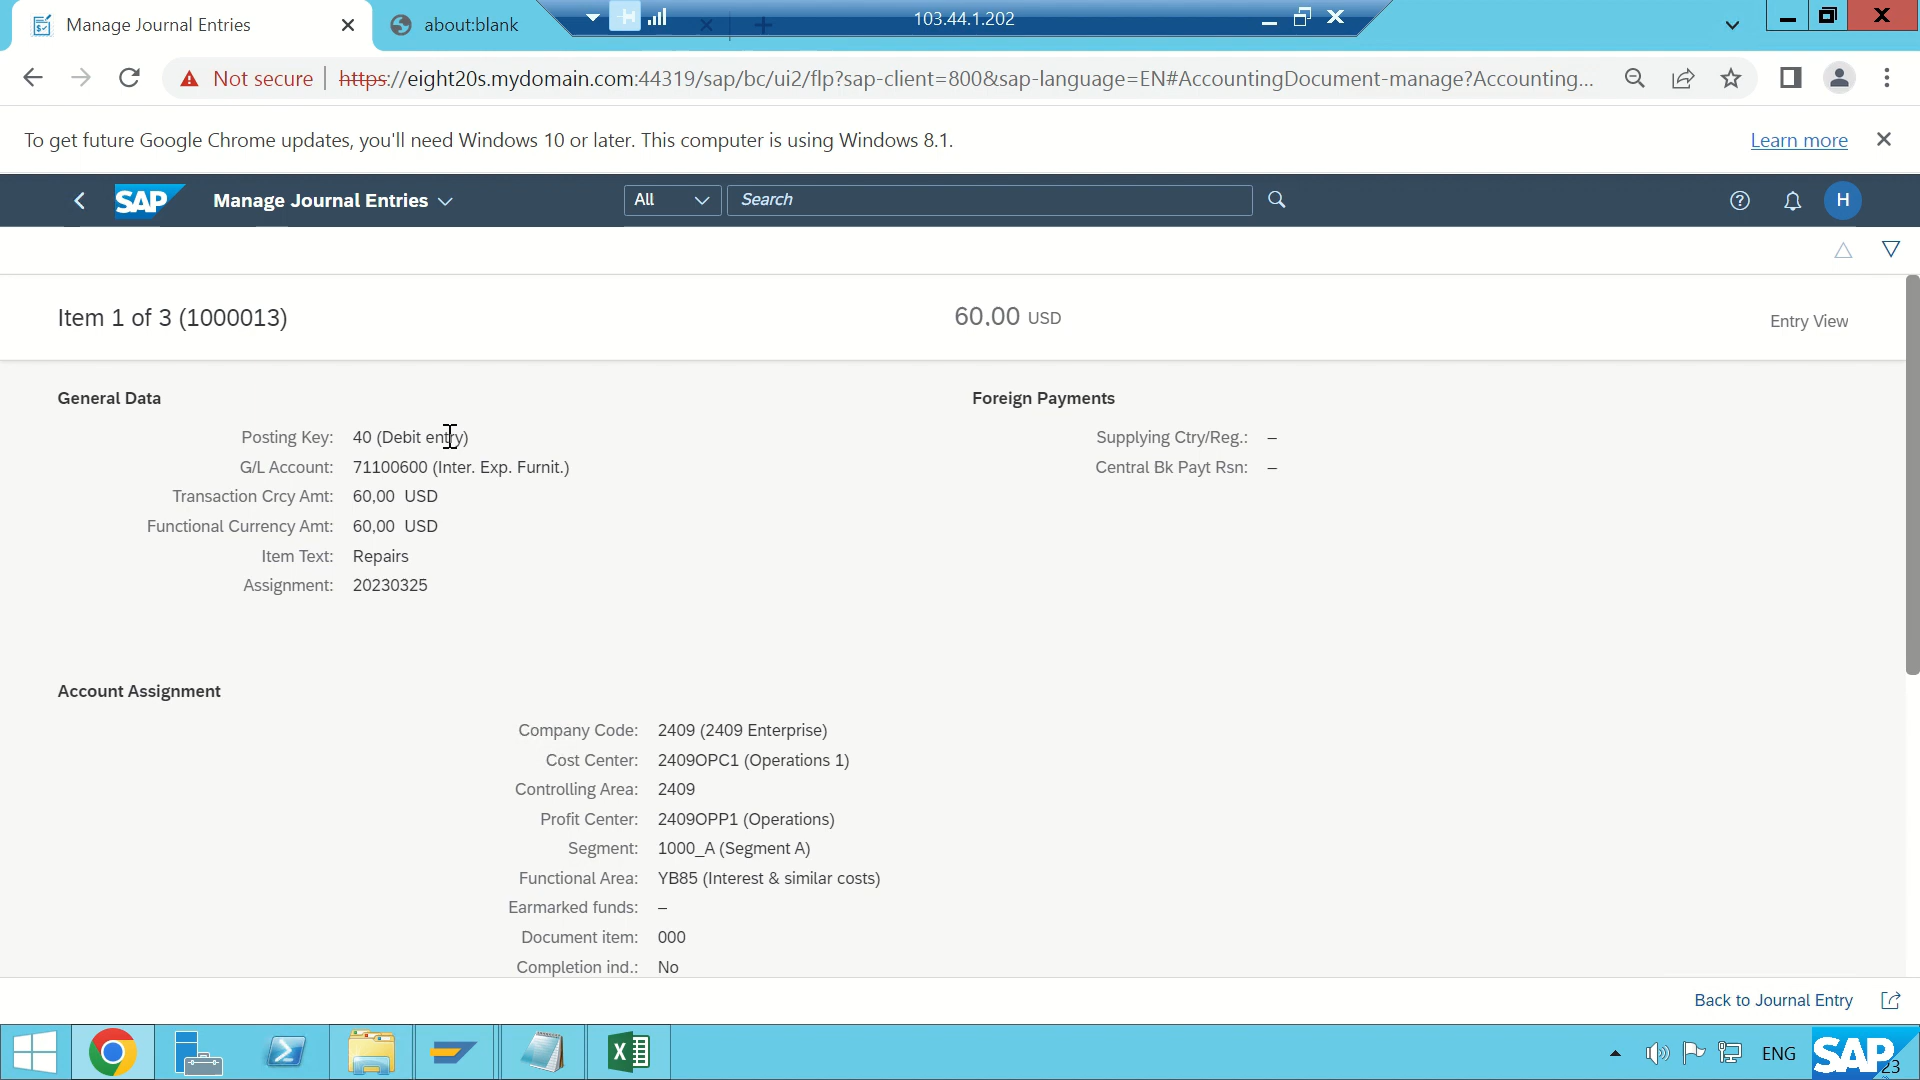 Manage Journal Entries
about:blank
103.44.1.202
Not secure https://eight20s.mydomain.com:44319/sap/bc/ui2/flp?sap-client=800&sap-language=EN#AccountingDocument-manage?Accounting...
To get future Google Chrome updates, you'll need Windows 10 or later. This computer is using Windows 8.1.
Learn more
SAP Manage Journal Entries All Search H
Item 1 of 3 (1000013) 60,00 USD Entry View
General Data Foreign Payments
Posting Key: 40 (Debit entry) Supplying Ctry/Reg.: –
G/L Account: 71100600 (Inter. Exp. Furnit.) Central Bk Payt Rsn: –
Transaction Crcy Amt: 60,00 USD
Functional Currency Amt: 60,00 USD
Item Text: Repairs
Assignment: 20230325
Account Assignment
Company Code: 2409 (2409 Enterprise)
Cost Center: 2409OPC1 (Operations 1)
Controlling Area: 2409
Profit Center: 2409OPP1 (Operations)
Segment: 1000_A (Segment A)
Functional Area: YB85 (Interest & similar costs)
Earmarked funds: –
Document item: 000
Completion ind.: No
Back to Journal Entry
ENG SAP 23